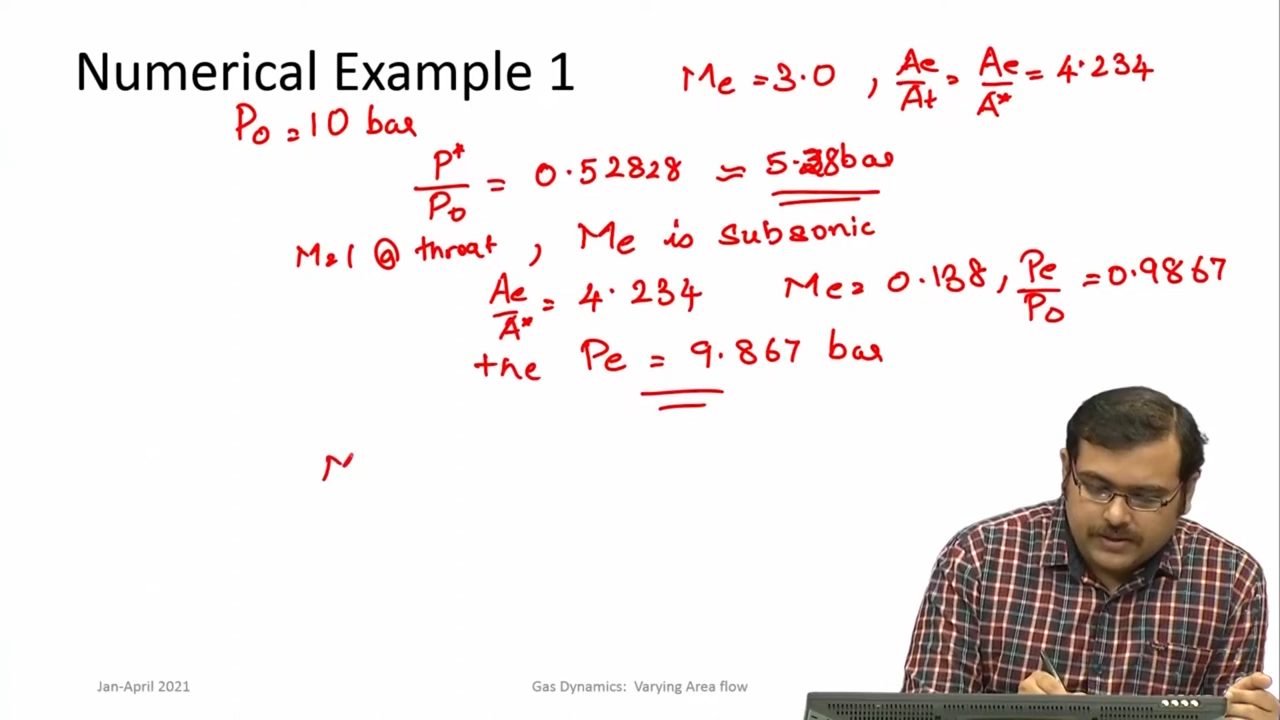 Numerical Example 1
Me = 3.0 , Ae/At = Ae/A* = 4.234
P0 = 10 bar
P*/P0 = 0.52828 ≈ 5.28 bar
M=1 @ throat , Me is subsonic
Ae/A* = 4.234 Me = 0.138 , Pe/P0 = 0.9867
the Pe = 9.867 bar
M
Jan-April 2021
Gas Dynamics: Varying Area flow